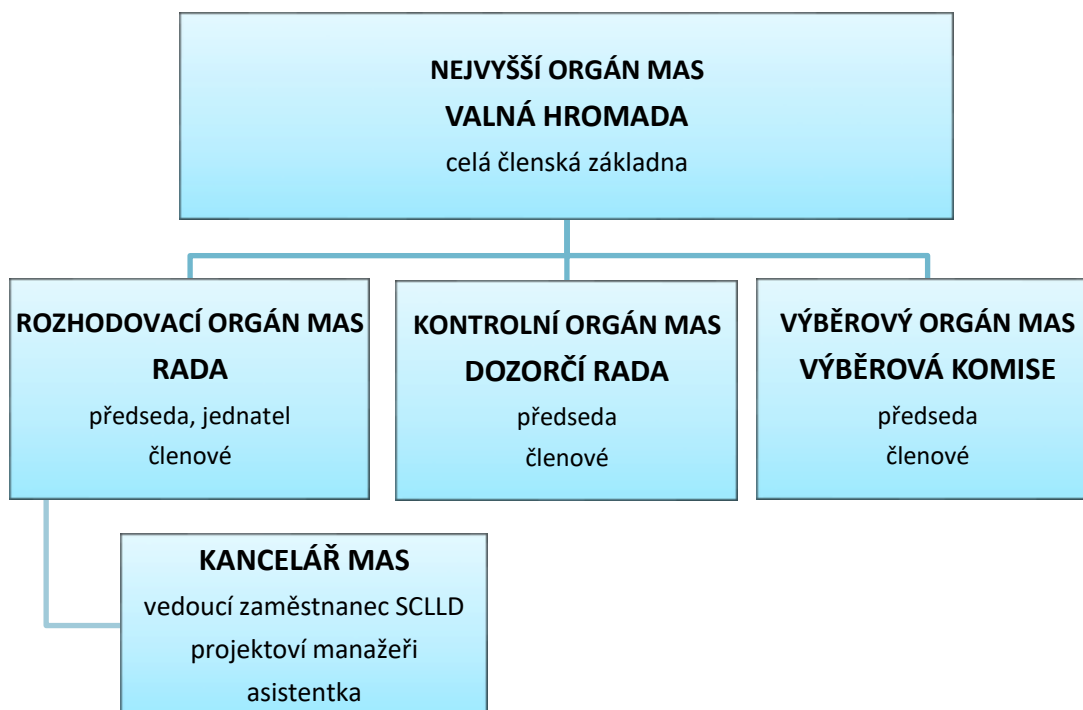 NEJVYŠŠÍ ORGÁN MAS
VALNÁ HROMADA
celá členská základna
ROZHODOVACÍ ORGÁN MAS
RADA
předseda, jednatel
členové
KONTROLNÍ ORGÁN MAS
DOZORČÍ RADA
předseda
členové
VÝBĚROVÝ ORGÁN MAS
VÝBĚROVÁ KOMISE
předseda
členové
KANCELÁŘ MAS
vedoucí zaměstnanec SCLLD
projektoví manažeři
asistentka